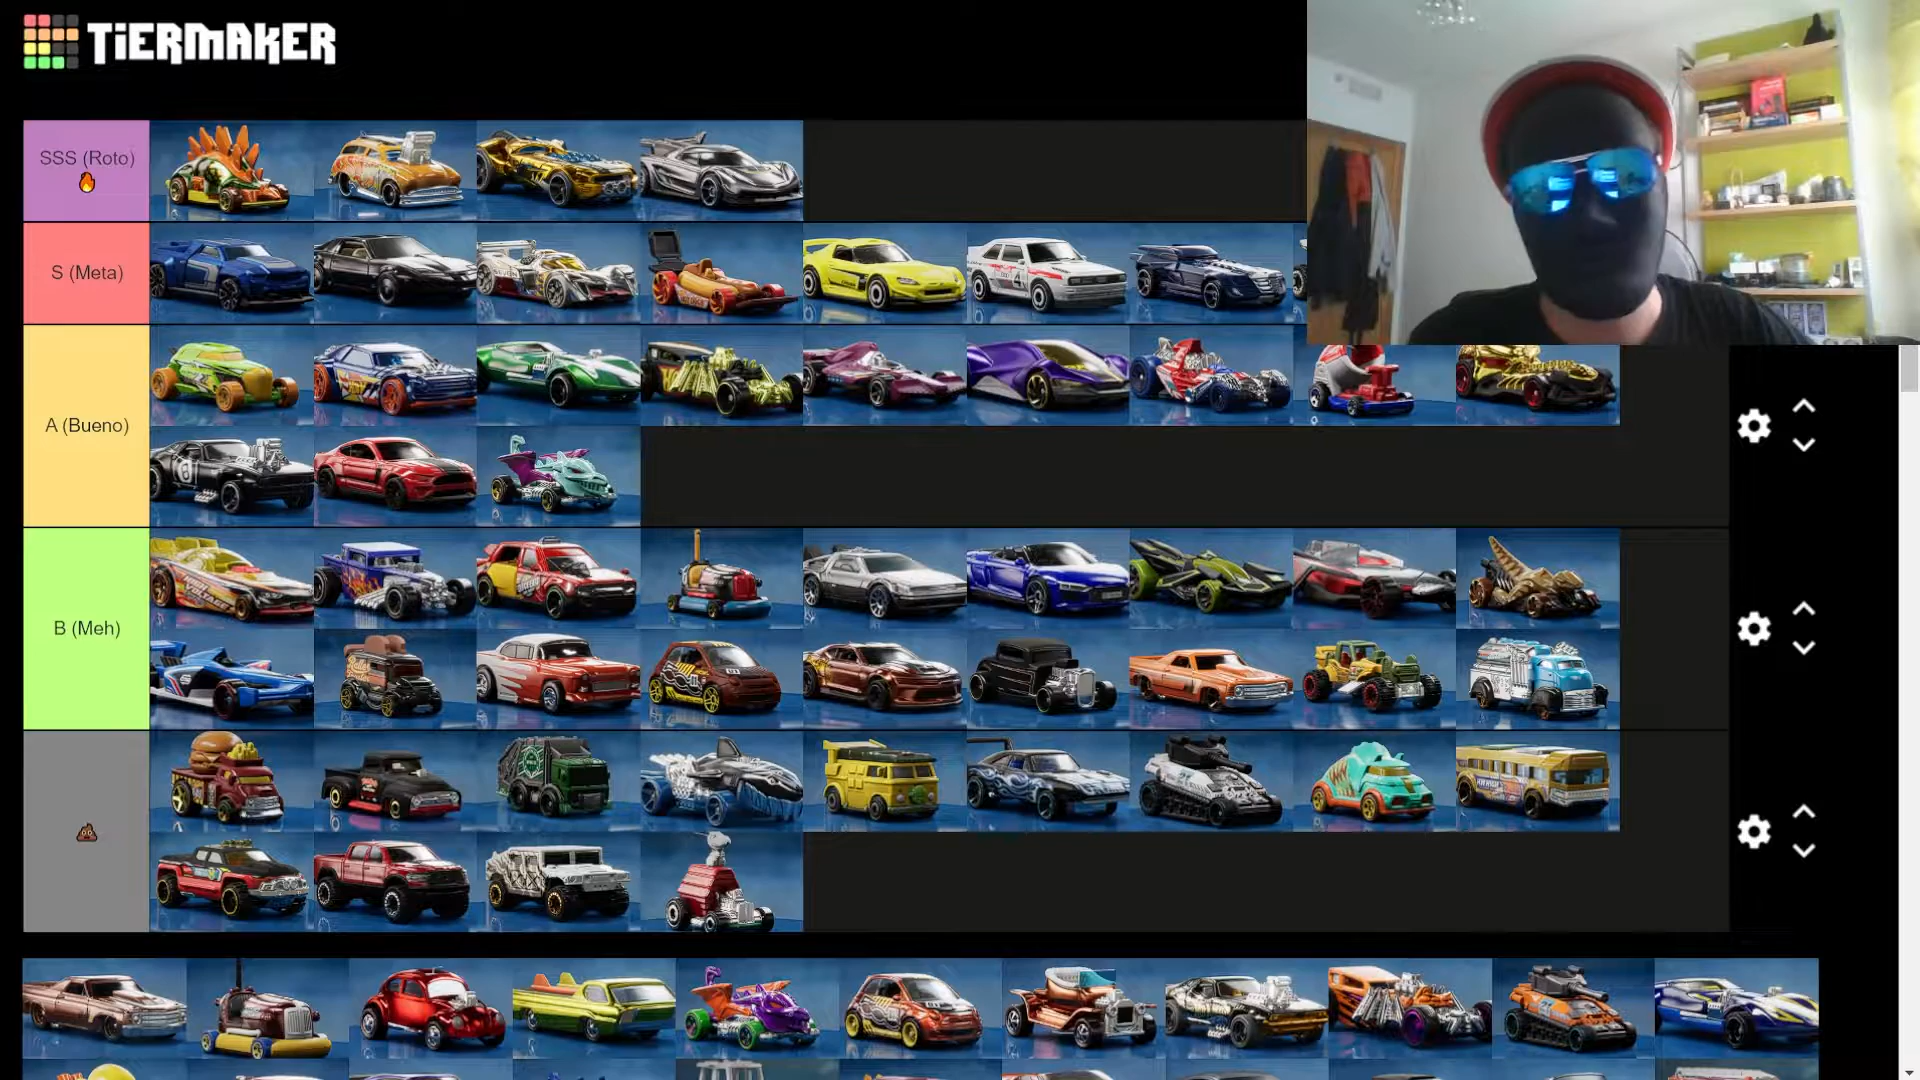 TiERMAKER
SSS (Roto)
S (Meta)
A (Bueno)
B (Meh)